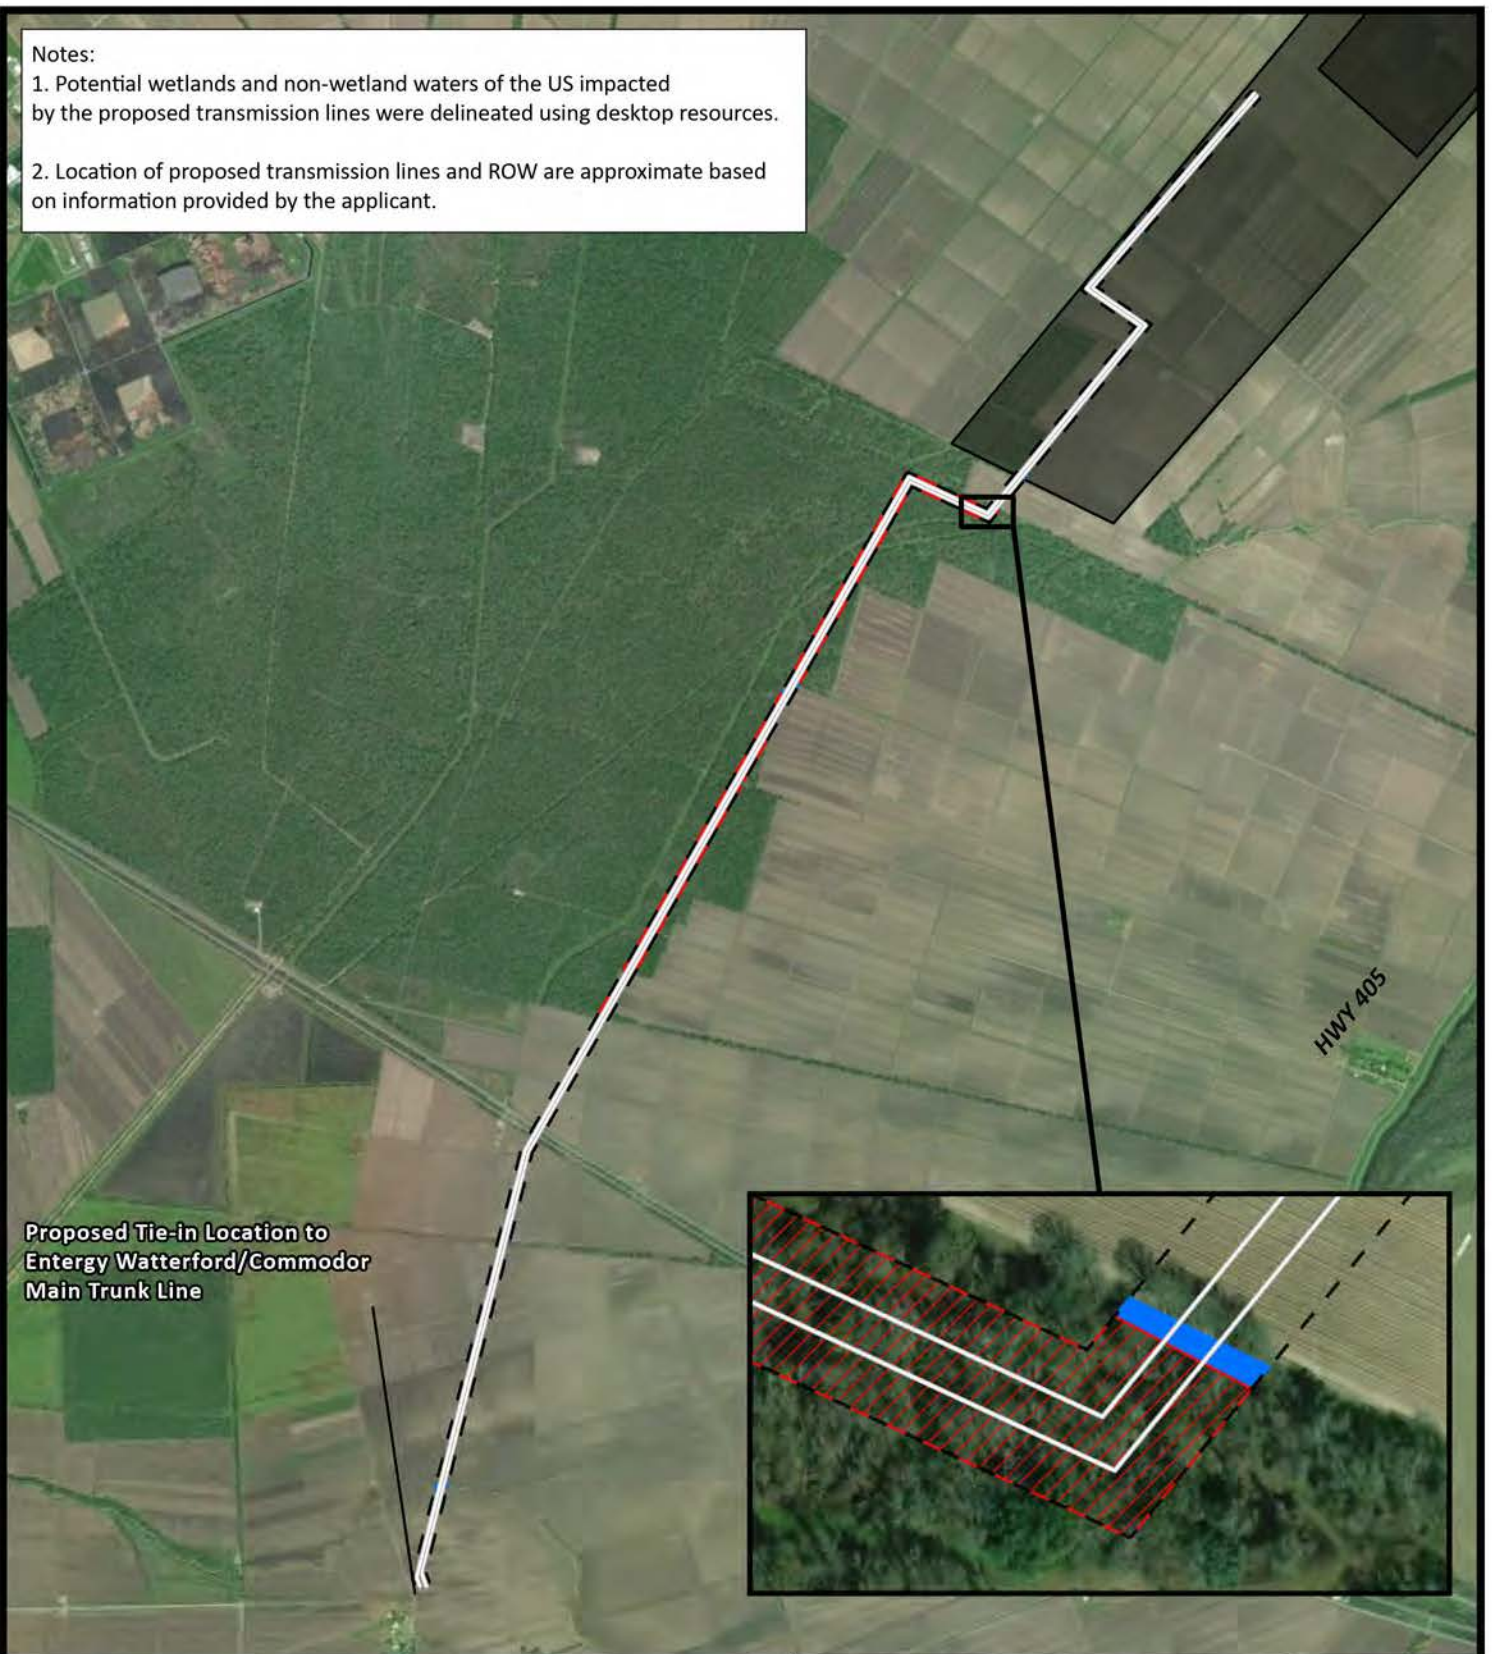 Notes:
1. Potential wetlands and non-wetland waters of the US impacted
by the proposed transmission lines were delineated using desktop resources.
2. Location of proposed transmission lines and ROW are approximate based
on information provided by the applicant.
HWY 405
Proposed Tie-in Location to
Entergy Watterford/Commodor
Main Trunk Line